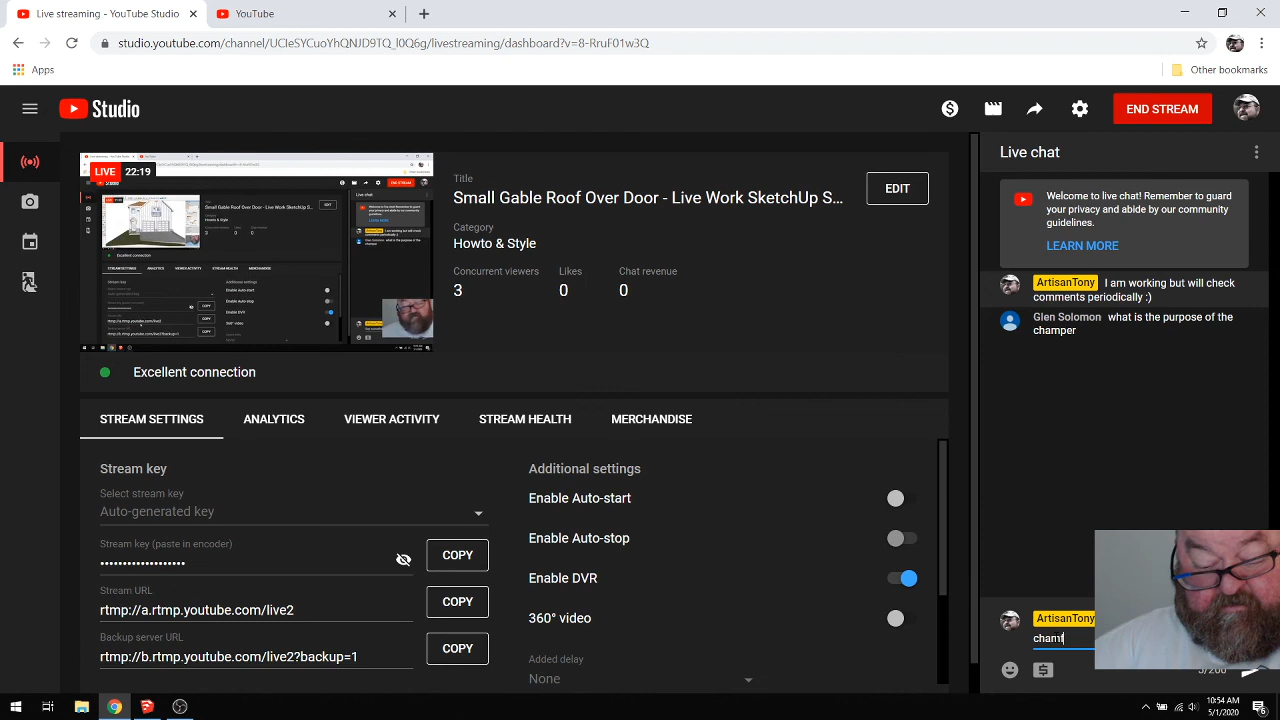 Live streaming - YouTube Studio
YouTube
studio.youtube.com/channel/UCIeSYCuoYhQNJD9TQ_l0Q6g/livestreaming/dashboard?v=8-RruF01w3Q
Apps
Other bookmarks
Studio
END STREAM
LIVE 22:19
Title
Small Gable Roof Over Door - Live Work SketchUp S...
EDIT
Category
Howto & Style
Concurrent viewers Likes Chat revenue
3 0 0
Excellent connection
STREAM SETTINGS ANALYTICS VIEWER ACTIVITY STREAM HEALTH MERCHANDISE
Stream key
Select stream key
Auto-generated key
Stream key (paste in encoder)
COPY
Stream URL
rtmp://a.rtmp.youtube.com/live2
COPY
Backup server URL
rtmp://b.rtmp.youtube.com/live2?backup=1
COPY
Additional settings
Enable Auto-start
Enable Auto-stop
Enable DVR
360° video
Added delay
None
Live chat
Welcome to live chat! Remember to guard
your privacy and abide by our community
guidelines.
LEARN MORE
ArtisanTony I am working but will check
comments periodically :)
Glen Solomon what is the purpose of the
champer
ArtisanTony
chamf
5/200
10:54 AM
5/1/2020